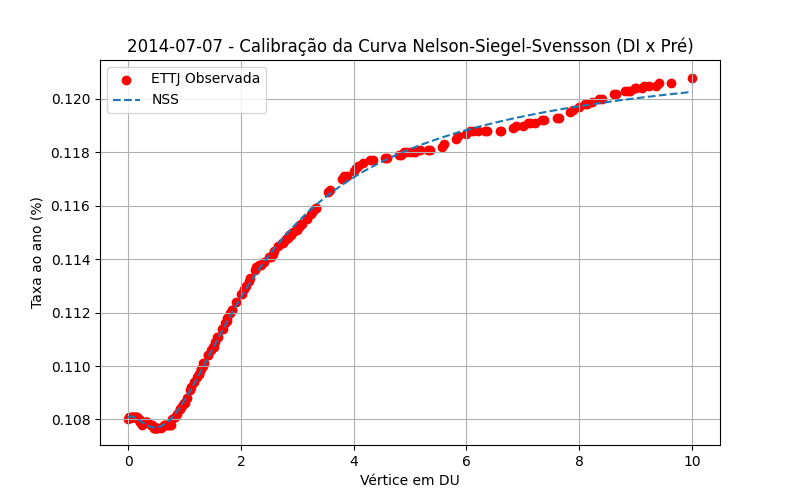 2014-07-07 - Calibração da Curva Nelson-Siegel-Svensson (DI x Pré)
ETTJ Observada
NSS
Taxa ao ano (%)
0.120
0.118
0.116
0.114
0.112
0.110
0.108
0 2 4 6 8 10
Vértice em DU